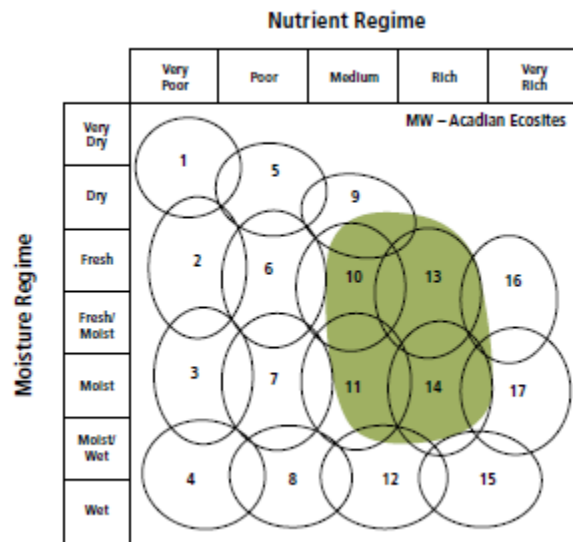 Nutrient Regime
Very Poor
Poor
Medium
Rich
Very Rich
MW – Acadian Ecosites
Moisture Regime
Very Dry
Dry
Fresh
Fresh/ Moist
Moist
Moist/ Wet
Wet
1
5
9
2
6
10
13
16
3
7
11
14
17
4
8
12
15